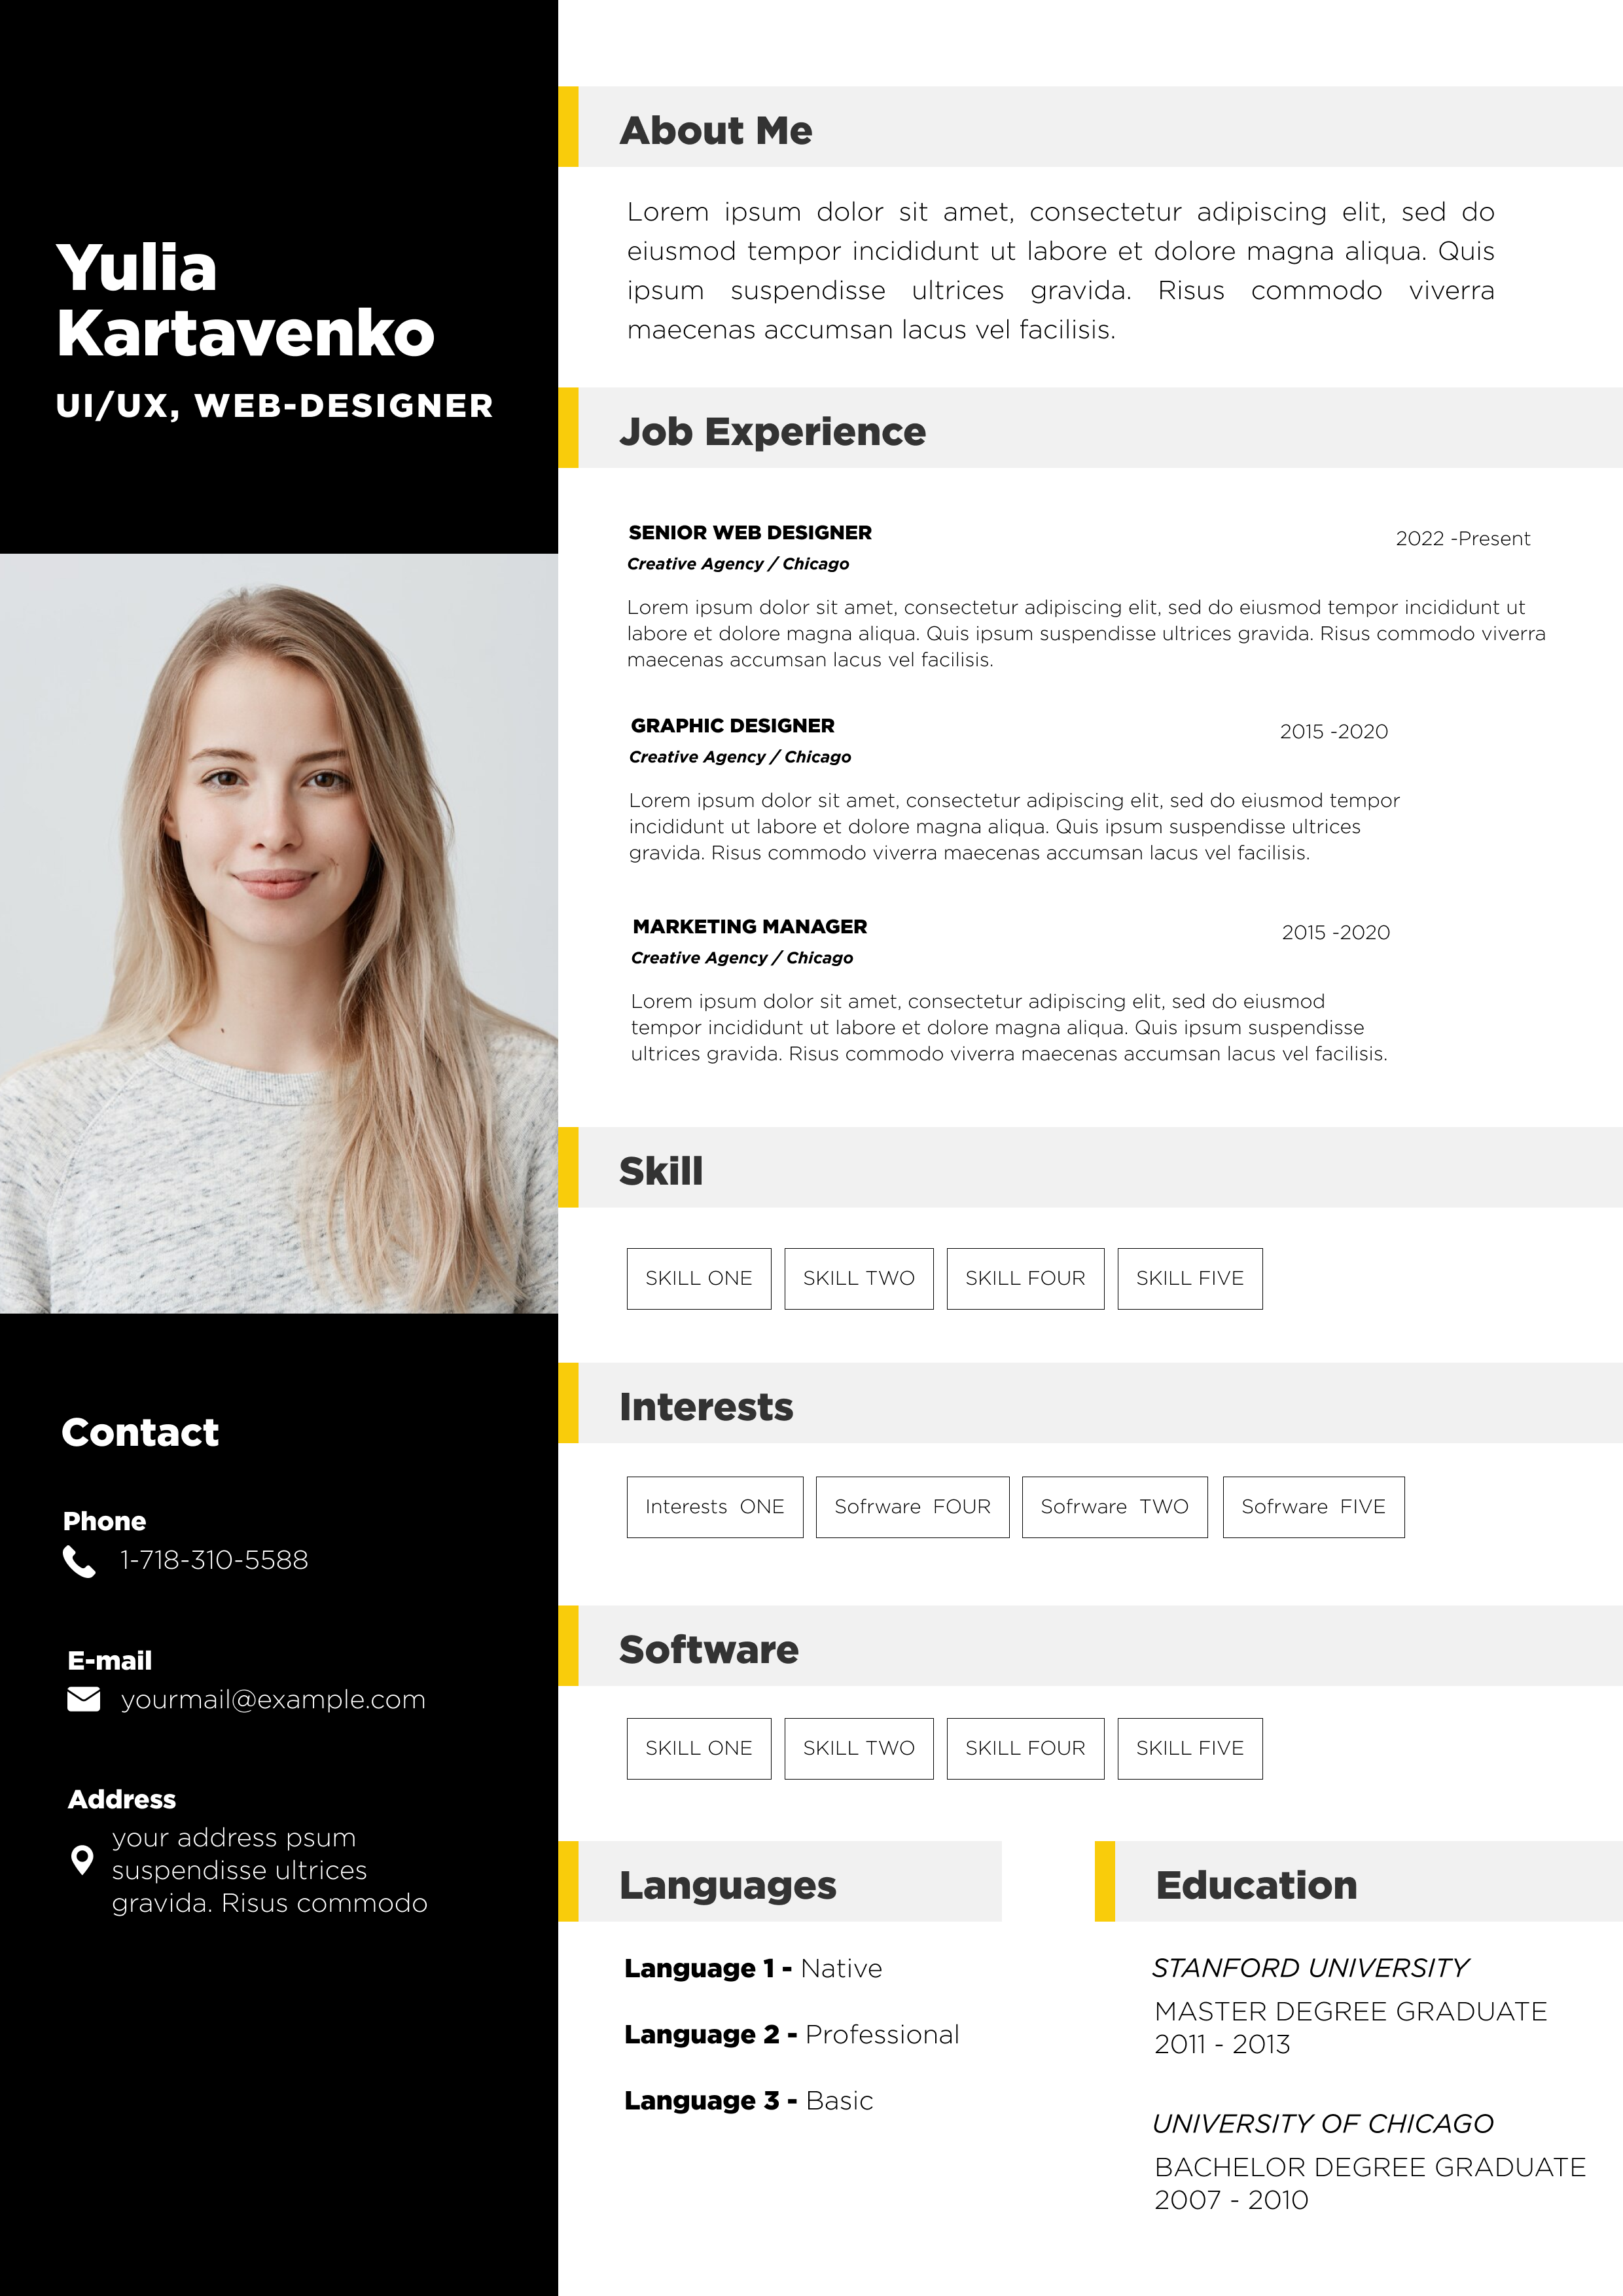 Yulia
Kartavenko
UI/UX, WEB-DESIGNER
Contact
Phone
1-718-310-5588
E-mail
yourmail@example.com
Address
your address psum
suspendisse ultrices
gravida. Risus commodo
About Me
Lorem ipsum dolor sit amet, consectetur adipiscing elit, sed do
eiusmod tempor incididunt ut labore et dolore magna aliqua. Quis
ipsum suspendisse ultrices gravida. Risus commodo viverra
maecenas accumsan lacus vel facilisis.
Job Experience
SENIOR WEB DESIGNER
2022 -Present
Creative Agency / Chicago
Lorem ipsum dolor sit amet, consectetur adipiscing elit, sed do eiusmod tempor incididunt ut
labore et dolore magna aliqua. Quis ipsum suspendisse ultrices gravida. Risus commodo viverra
maecenas accumsan lacus vel facilisis.
GRAPHIC DESIGNER
2015 -2020
Creative Agency / Chicago
Lorem ipsum dolor sit amet, consectetur adipiscing elit, sed do eiusmod tempor
incididunt ut labore et dolore magna aliqua. Quis ipsum suspendisse ultrices
gravida. Risus commodo viverra maecenas accumsan lacus vel facilisis.
MARKETING MANAGER
2015 -2020
Creative Agency / Chicago
Lorem ipsum dolor sit amet, consectetur adipiscing elit, sed do eiusmod
tempor incididunt ut labore et dolore magna aliqua. Quis ipsum suspendisse
ultrices gravida. Risus commodo viverra maecenas accumsan lacus vel facilisis.
Skill
SKILL ONE
SKILL TWO
SKILL FOUR
SKILL FIVE
Interests
Interests ONE
Sofrware FOUR
Sofrware TWO
Sofrware FIVE
Software
SKILL ONE
SKILL TWO
SKILL FOUR
SKILL FIVE
Languages
Language 1 - Native
Language 2 - Professional
Language 3 - Basic
Education
STANFORD UNIVERSITY
MASTER DEGREE GRADUATE
2011 - 2013
UNIVERSITY OF CHICAGO
BACHELOR DEGREE GRADUATE
2007 - 2010